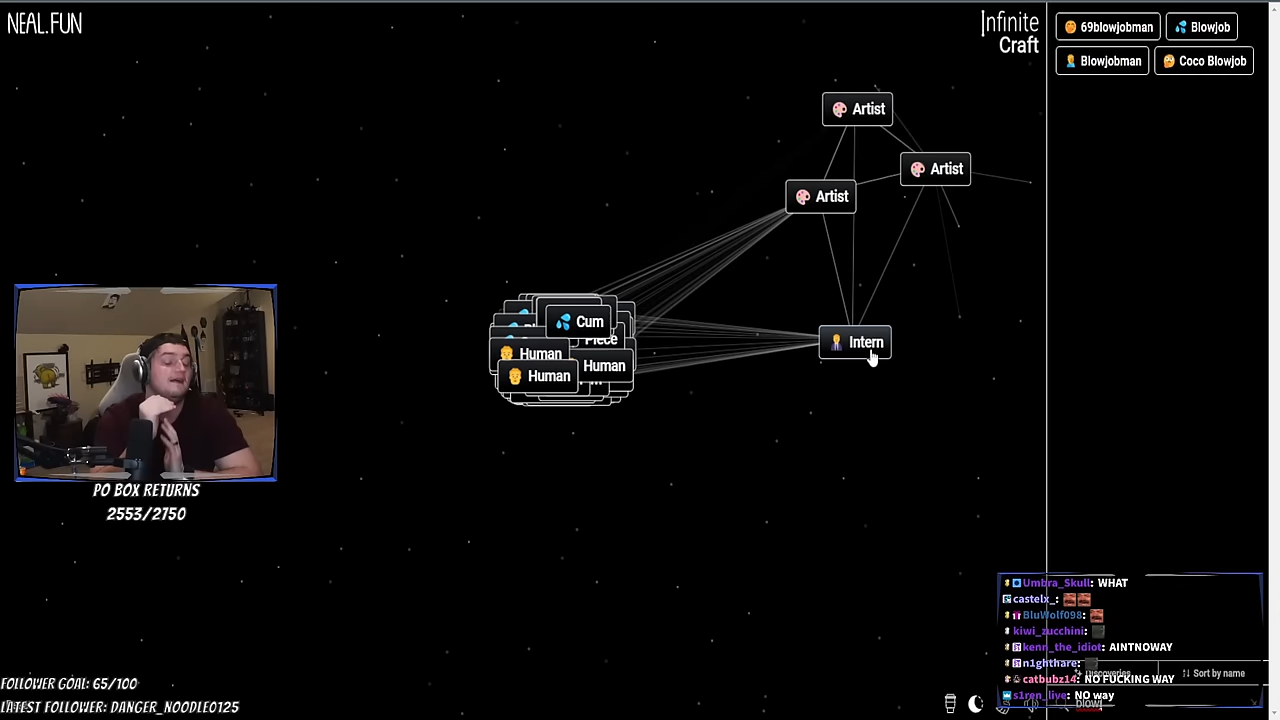 NEAL.FUN
Infinite
Craft
69blowjobman
Blowjob
Blowjobman
Coco Blowjob
Artist
Artist
Artist
Intern
Cum
Piece
Human
Human
Human
PO BOX RETURNS
2553/2750
FOLLOWER GOAL: 65/100
LATEST FOLLOWER: DANGER_NOODLE0125
Umbra_Skull: WHAT
castelx_:
BluWolf098:
kiwi_zucchini:
kenn_the_idiot: AINTNOWAY
n1ghthare:
Discoveries
Sort by name
catbubz14: NO FUCKING WAY
s1ren_live: NO way
blowj